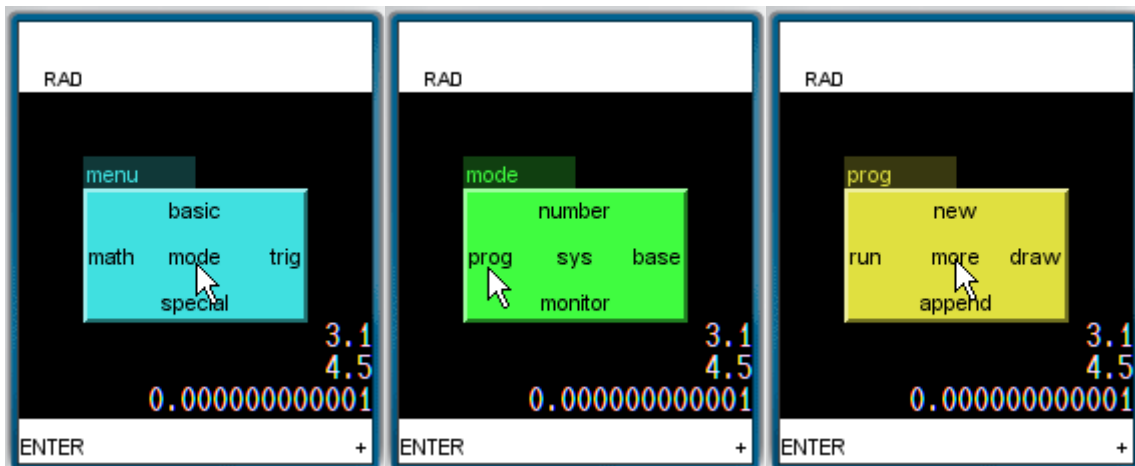 RAD
menu
basic
math mode trig
special
3.1
4.5
0.000000000001
ENTER +
RAD
mode
number
prog sys base
monitor
3.1
4.5
0.000000000001
ENTER +
RAD
prog
new
run more draw
append
3.1
4.5
0.000000000001
ENTER +